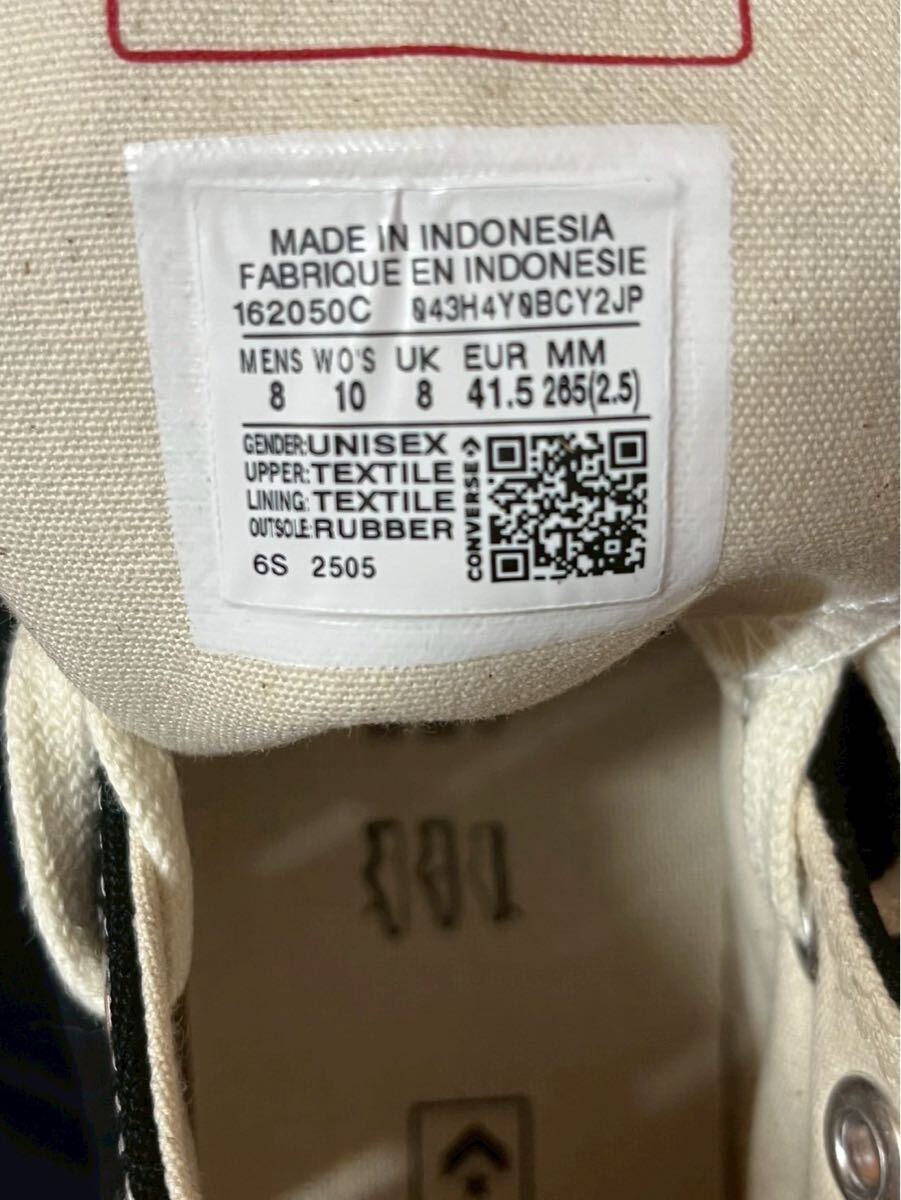 MADE IN INDONESIA
FABRIQUE EN INDONESIE
162050C 043H4Y0BCY2JP
MENS WO'S UK EUR MM
8 10 8 41.5 265(2.5)
GENDER:UNISEX
UPPER:TEXTILE
LINING:TEXTILE
OUTSOLE:RUBBER
CONVERSE
6S 2505